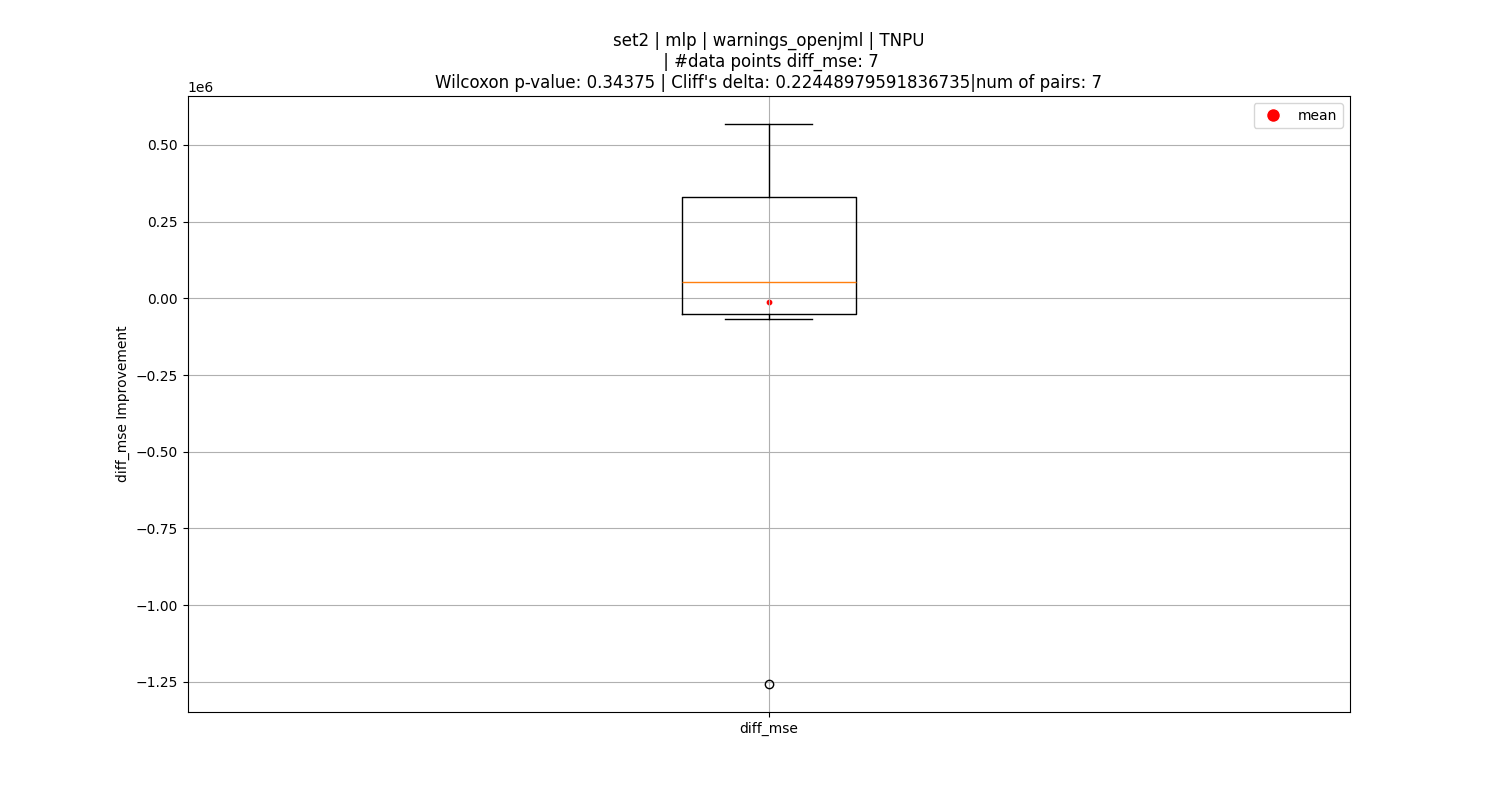 set2 | mlp | warnings_openjml | TNPU
| #data points diff_mse: 7
Wilcoxon p-value: 0.34375 | Cliff's delta: 0.22448979591836735|num of pairs: 7
1e6
mean
0.50
0.25
0.00
−0.25
−0.50
−0.75
−1.00
−1.25
diff_mse Improvement
diff_mse